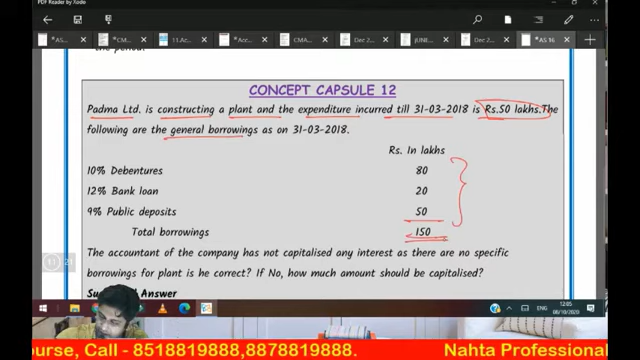 PDF Reader by Xodo
*AS
*CM
11.Ac
*Acc
CMA
Dec 2
jUNE
Dec 2
*AS 16
the period.
CONCEPT CAPSULE 12
Padma Ltd. is constructing a plant and the expenditure incurred till 31-03-2018 is Rs.50 lakhs.The
following are the general borrowings as on 31-03-2018.
Rs. In lakhs
10% Debentures 80
12% Bank loan 20
9% Public deposits 50
Total borrowings 150
The accountant of the company has not capitalised any interest as there are no specific
borrowings for plant is he correct? If No, how much amount should be capitalised?
Answer
ENG
12:05
08/10/2020
ourse, Call - 8518819888,8878819888.
Nahta Professional